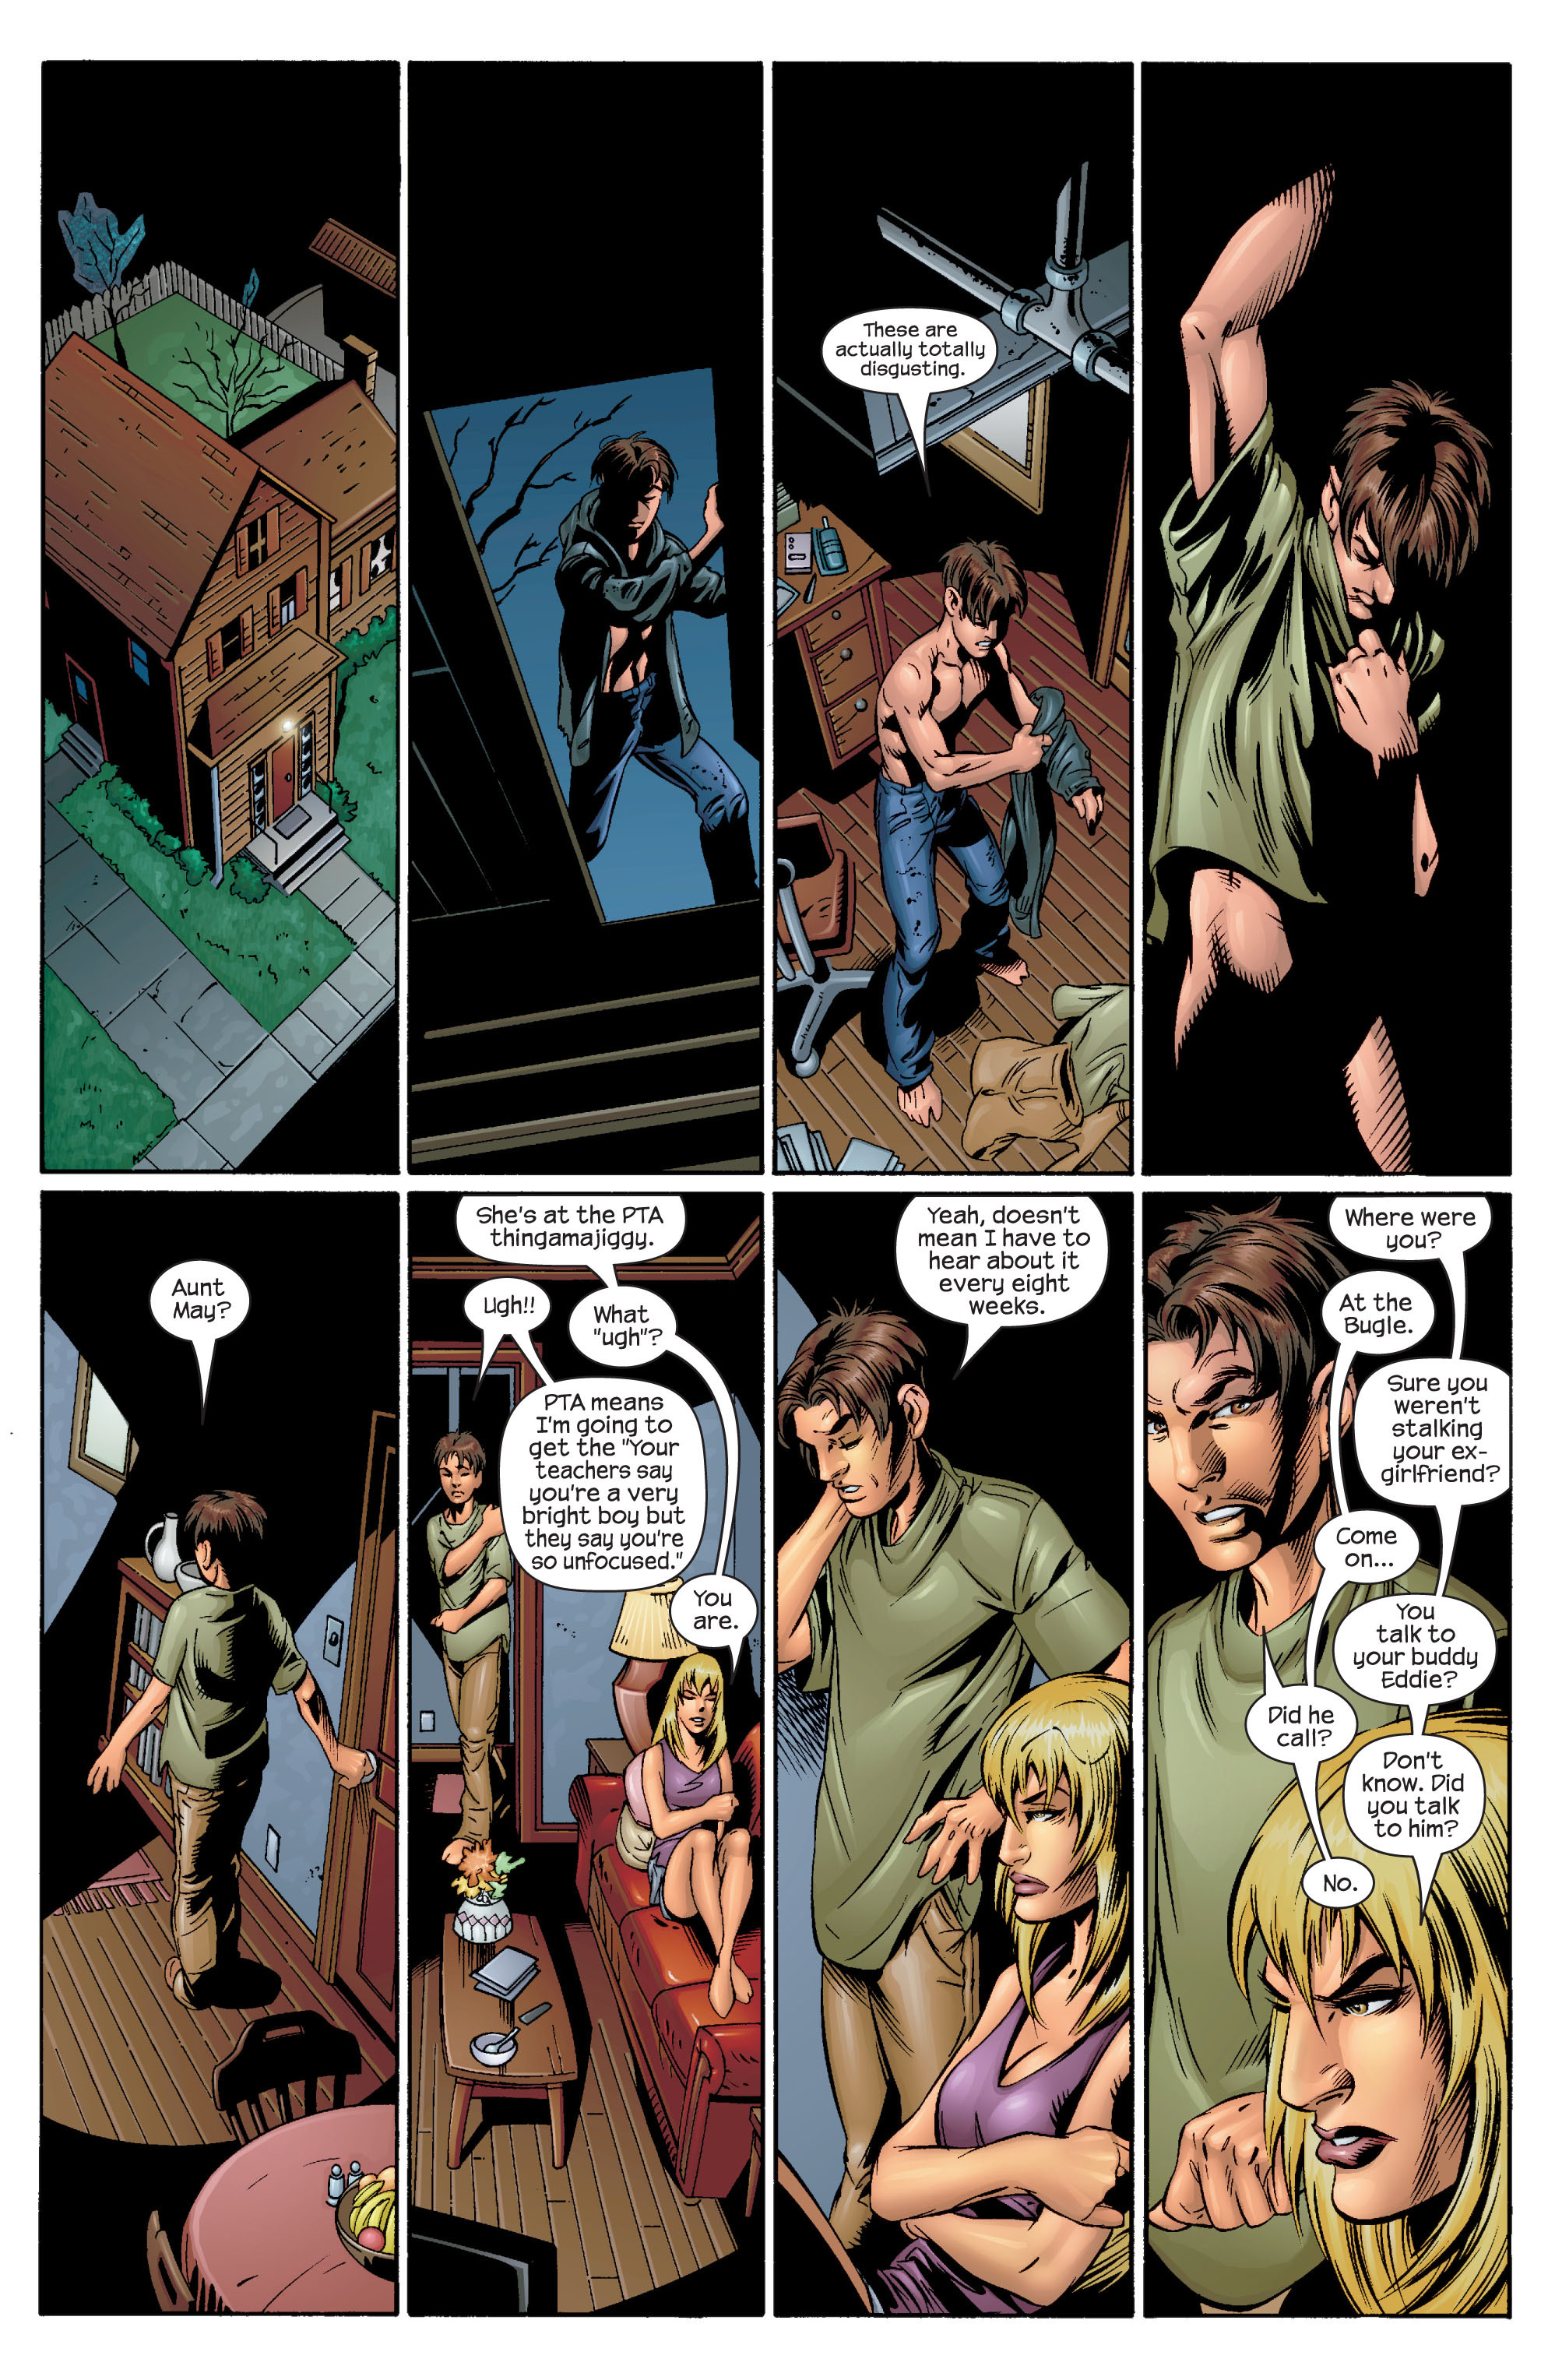 These are
actually totally
disgusting.
Aunt
May?
She's at the PTA
thingamajiggy.
Ugh!!
What
"ugh"?
PTA means
I'm going to
get the "Your
teachers say
you're a very
bright boy but
they say you're
so unfocused."
You
are.
Yeah, doesn't
mean I have to
hear about it
every eight
weeks.
Where were
you?
At the
Bugle.
Sure you
weren't
stalking
your ex-
girlfriend?
Come
on...
You
talk to
your buddy
Eddie?
Did he
call?
Don't
know. Did
you talk
to him?
No.